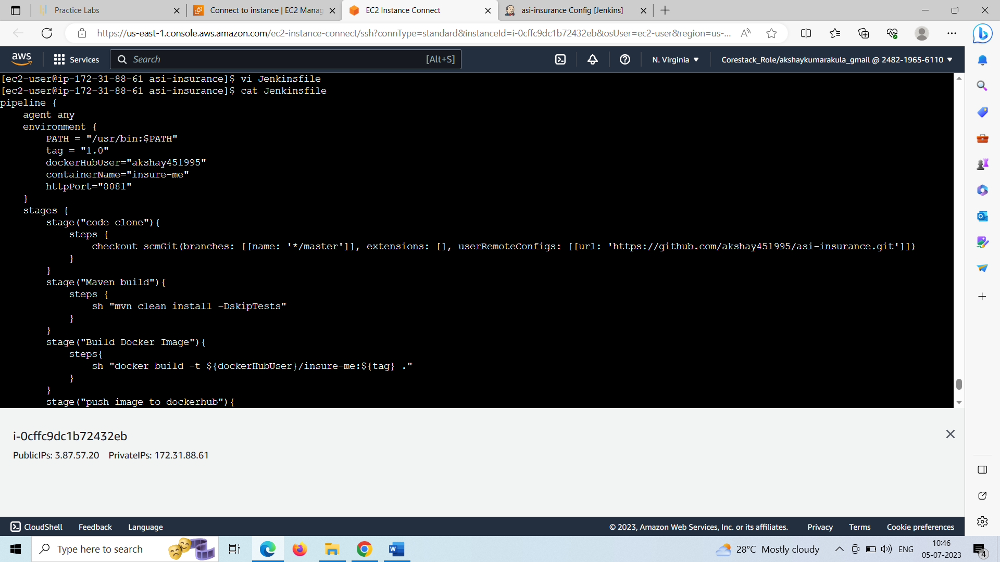 Practice Labs
Connect to instance | EC2 Manag
EC2 Instance Connect
asi-insurance Config [Jenkins]
https://us-east-1.console.aws.amazon.com/ec2-instance-connect/ssh?connType=standard&instanceId=i-0cffc9dc1b72432eb&osUser=ec2-user&region=us-...
aws
Services
Search
[Alt+S]
N. Virginia
Corestack_Role/akshaykumarakula_gmail @ 2482-1965-6110
[ec2-user@ip-172-31-88-61 asi-insurance]$ vi Jenkinsfile
[ec2-user@ip-172-31-88-61 asi-insurance]$ cat Jenkinsfile
pipeline {
    agent any
    environment {
        PATH = "/usr/bin:$PATH"
        tag = "1.0"
        dockerHubUser="akshay451995"
        containerName="insure-me"
        httpPort="8081"
    }
    stages {
        stage("code clone"){
            steps {
                checkout scmGit(branches: [[name: '*/master']], extensions: [], userRemoteConfigs: [[url: 'https://github.com/akshay451995/asi-insurance.git']])
            }
        }
        stage("Maven build"){
            steps {
                sh "mvn clean install -DskipTests"
            }
        }
        stage("Build Docker Image"){
            steps{
                sh "docker build -t ${dockerHubUser}/insure-me:${tag} ."
            }
        }
        stage("push image to dockerhub"){
i-0cffc9dc1b72432eb
PublicIPs: 3.87.57.20 PrivateIPs: 172.31.88.61
CloudShell
Feedback
Language
© 2023, Amazon Web Services, Inc. or its affiliates.
Privacy
Terms
Cookie preferences
Type here to search
28°C Mostly cloudy
ENG
10:46
05-07-2023
4